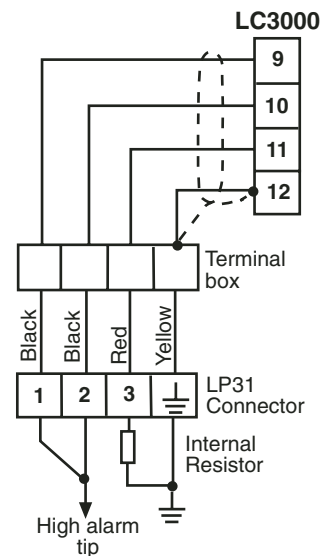 LC3000
9
10
11
12
Terminal
box
Black
Black
Red
Yellow
1 2 3
LP31
Connector
Internal
Resistor
High alarm
tip